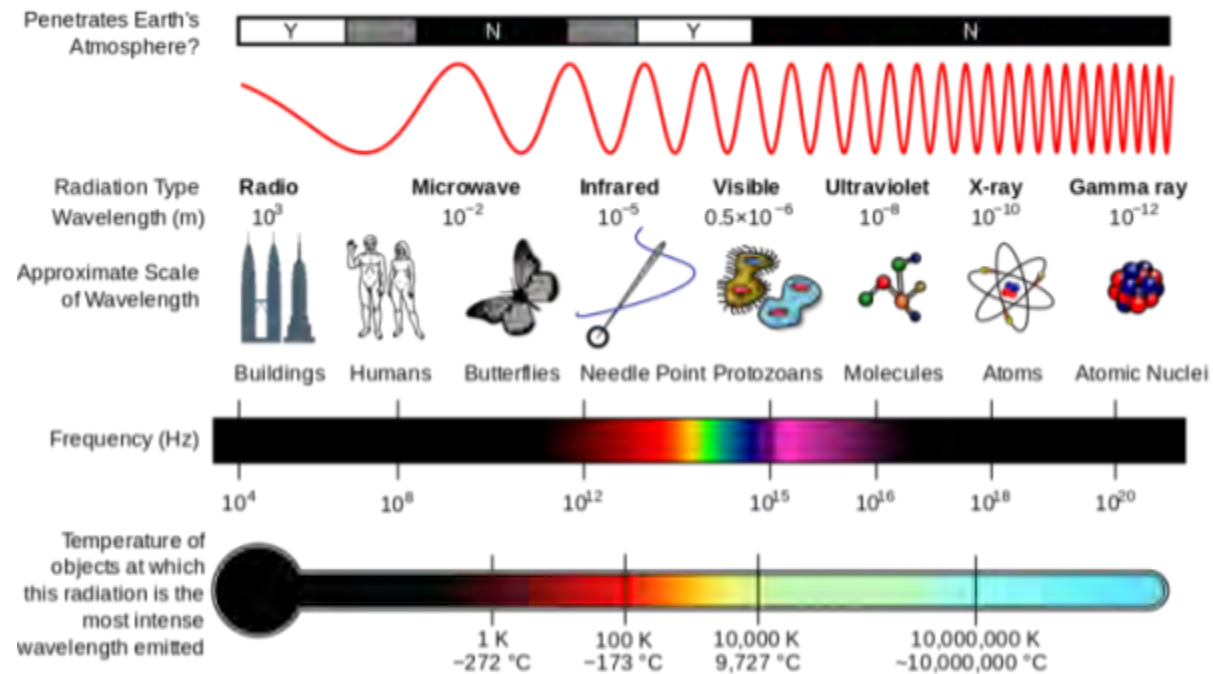 Penetrates Earth's
Atmosphere?
Y N Y N
Radiation Type Radio Microwave Infrared Visible Ultraviolet X-ray Gamma ray
Wavelength (m) 10³ 10⁻² 10⁻⁵ 0.5×10⁻⁶ 10⁻⁸ 10⁻¹⁰ 10⁻¹²
Approximate Scale
of Wavelength
Buildings Humans Butterflies Needle Point Protozoans Molecules Atoms Atomic Nuclei
Frequency (Hz)
10⁴ 10⁸ 10¹² 10¹⁵ 10¹⁶ 10¹⁸ 10²⁰
Temperature of
objects at which
this radiation is the
most intense
wavelength emitted
1 K 100 K 10,000 K 10,000,000 K
−272 °C −173 °C 9,727 °C ~10,000,000 °C